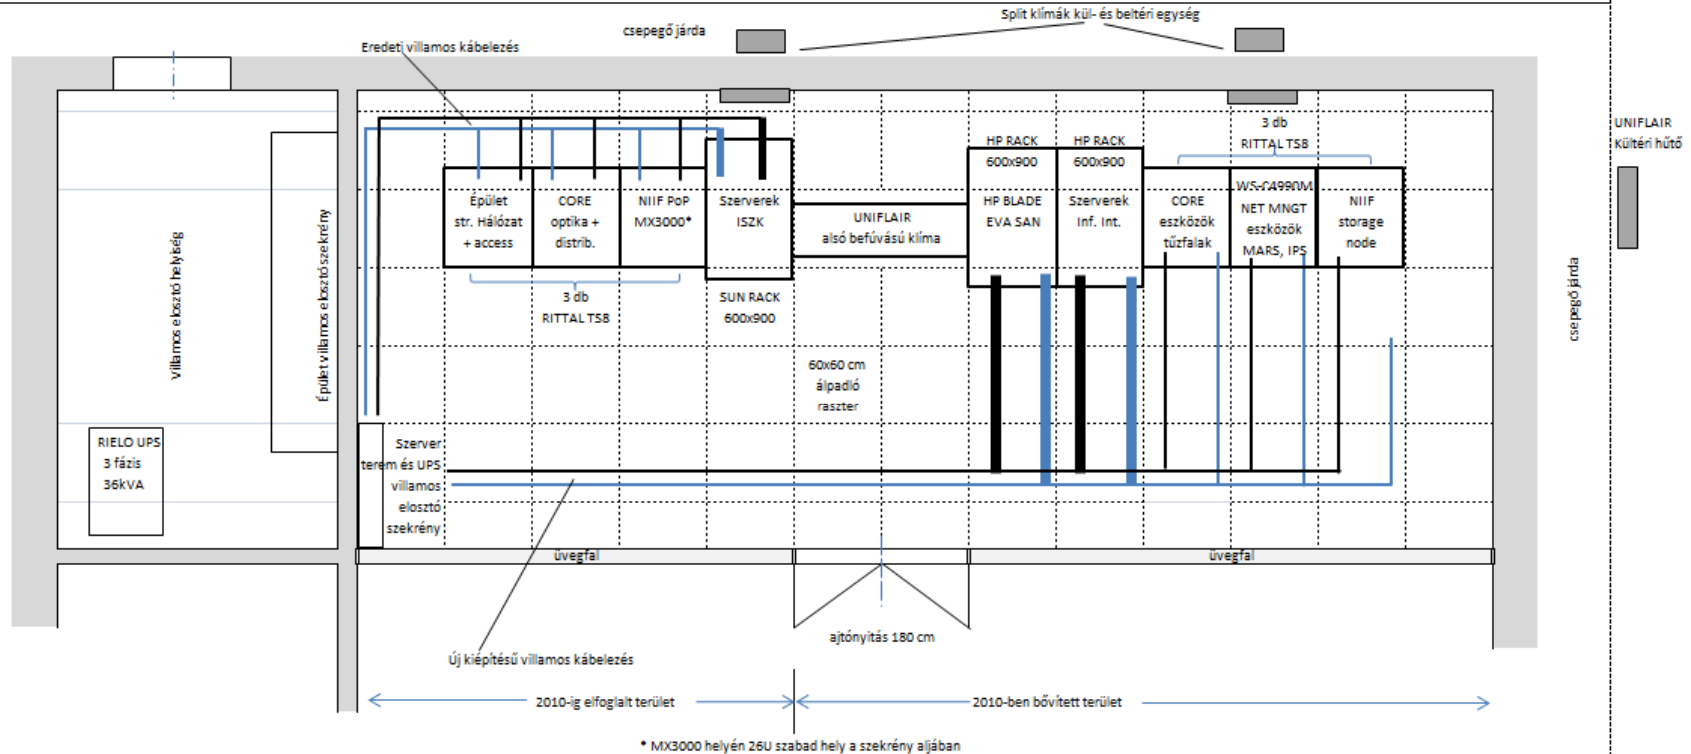 Split klímák kül- és beltéri egység
csepegő járda
Eredeti villamos kábelezés
UNIFLAIR
Kültéri hűtő
3 db
RITTAL TS8
HP RACK
600x900
HP RACK
600x900
Villamos elosztó helyiség
Épület villamos elosztó szekrény
Épület
str. Hálózat
+ access
CORE
optika +
distrib.
NIIF PoP
MX3000*
Szerverek
ISZK
UNIFLAIR
alsó befúvású klíma
HP BLADE
EVA SAN
Szerverek
Inf. Int.
CORE
eszközök
tűzfalak
WS-C4990M
NET MNGT
eszközök
MARS, IPS
NIIF
storage
node
csepegő járda
3 db
RITTAL TS8
SUN RACK
600x900
60x60 cm
álpadló
raszter
RIELO UPS
3 fázis
36kVA
Szerver
terem és UPS
villamos
elosztó
szekrény
üvegfal
üvegfal
ajtónyitás 180 cm
Új kiépítésű villamos kábelezés
2010-ig elfoglalt terület
2010-ben bővített terület
* MX3000 helyén 26U szabad hely a szekrény aljában